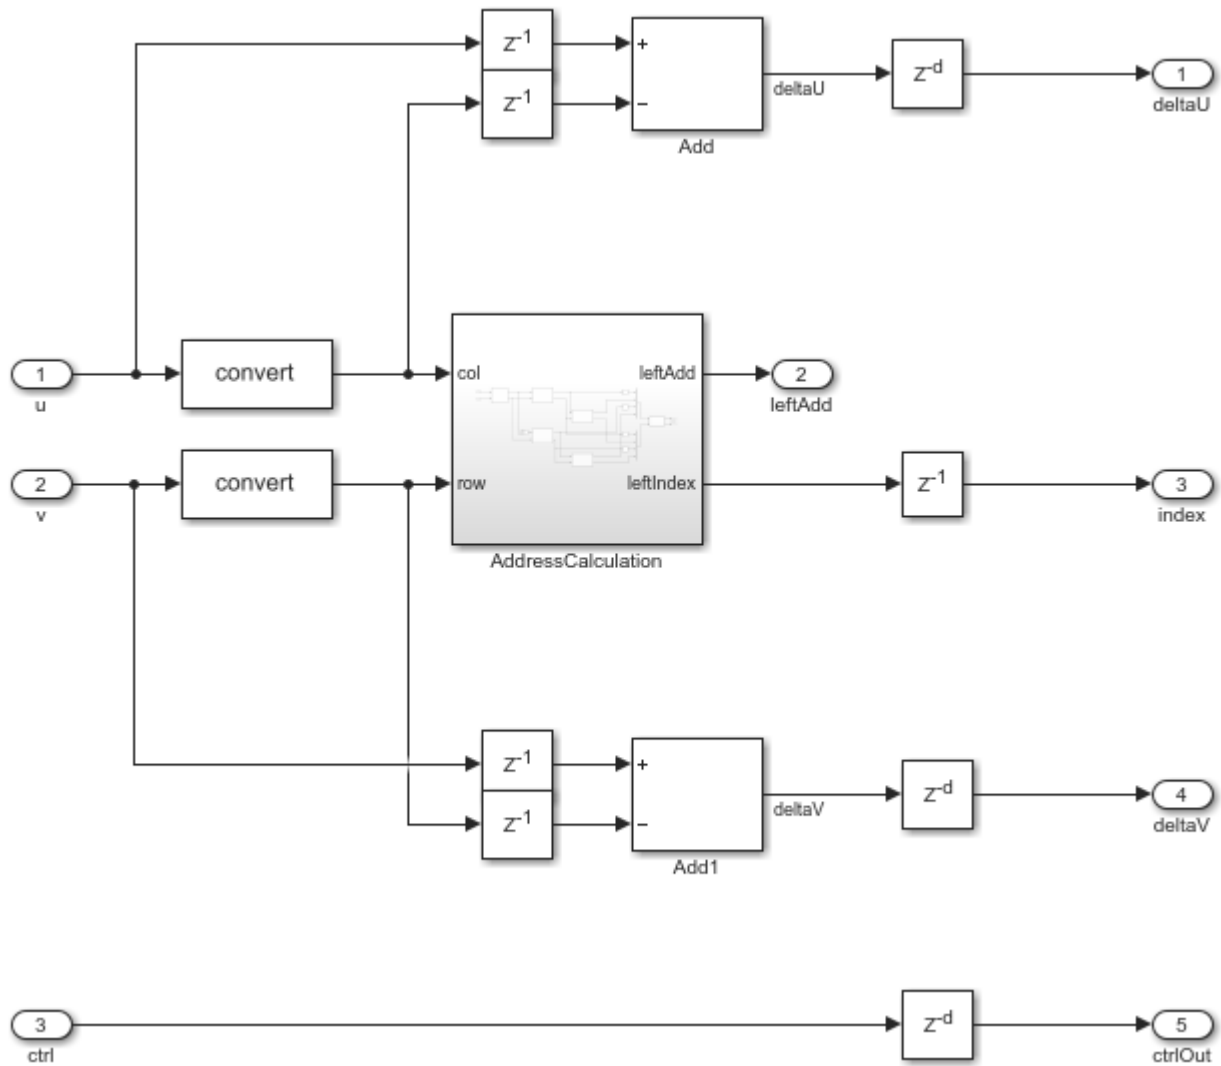 z-1
+
z-1
−
deltaU
Add
z-d
1
deltaU
1
u
convert
col
leftAdd
2
leftAdd
2
v
convert
row
leftIndex
AddressCalculation
z-1
3
index
z-1
+
z-1
−
deltaV
Add1
z-d
4
deltaV
3
ctrl
z-d
5
ctrlOut